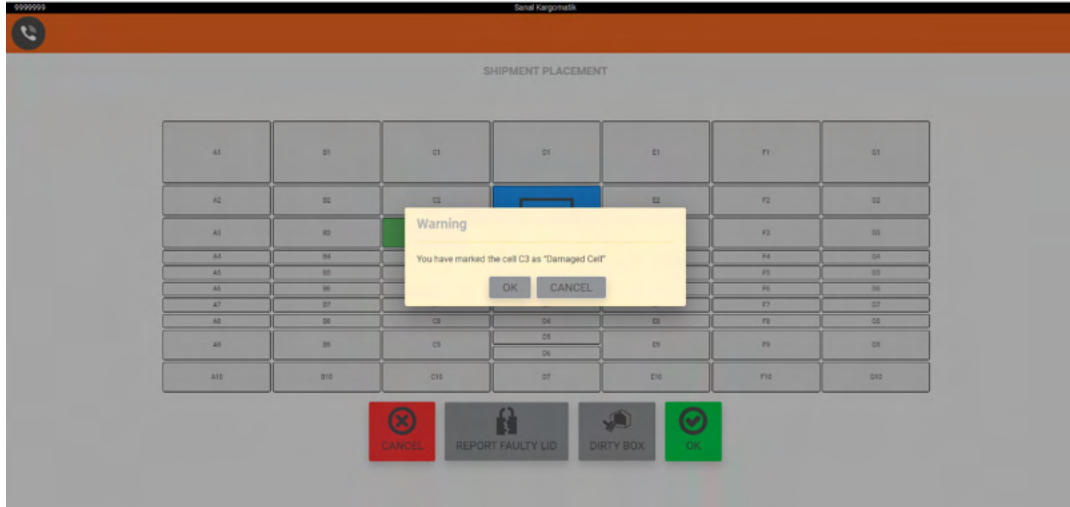 9999999 Sanal Kargomatik
SHIPMENT PLACEMENT
A1 B1 C1 D1 E1 F1 G1
A2 B2 C2 E2 F2 G2
A3 B3 F3 G3
A4 B4 F4 G4
A5 B5 F5 G5
A6 B6 F6 G6
A7 B7 F7 G7
A8 B8 C8 D4 E8 F8 G8
A9 B9 C9 D5 E9 F9 G9
D6
A10 B10 C10 D7 E10 F10 G10
Warning
You have marked the cell C3 as "Damaged Cell"
OK CANCEL
CANCEL REPORT FAULTY LID DIRTY BOX OK